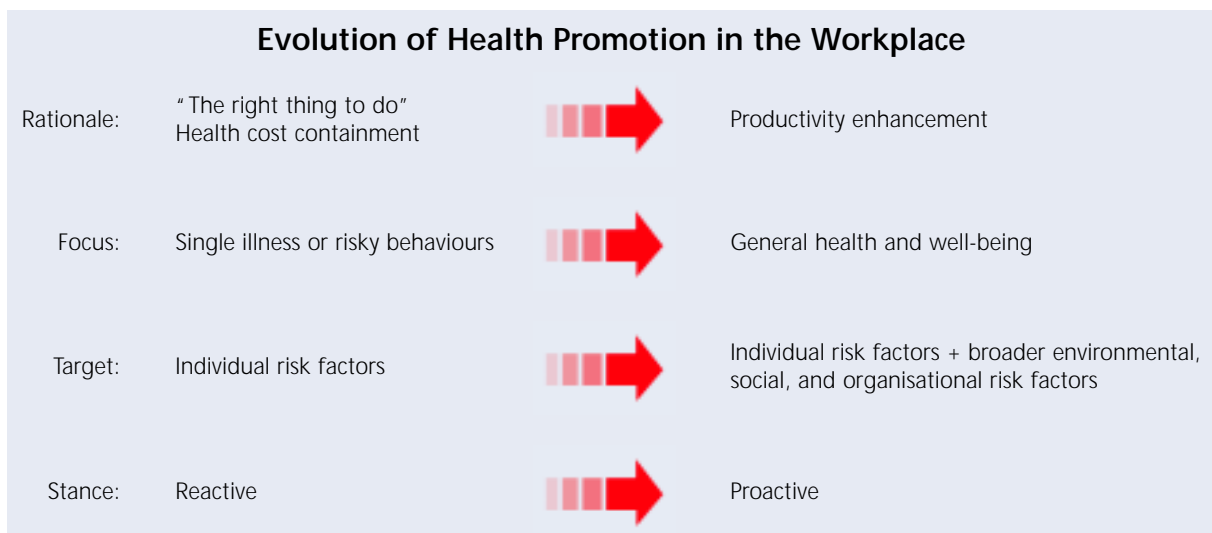 Evolution of Health Promotion in the Workplace
Rationale: "The right thing to do" Productivity enhancement
Health cost containment
Focus: Single illness or risky behaviours General health and well-being
Target: Individual risk factors Individual risk factors + broader environmental,
social, and organisational risk factors
Stance: Reactive Proactive